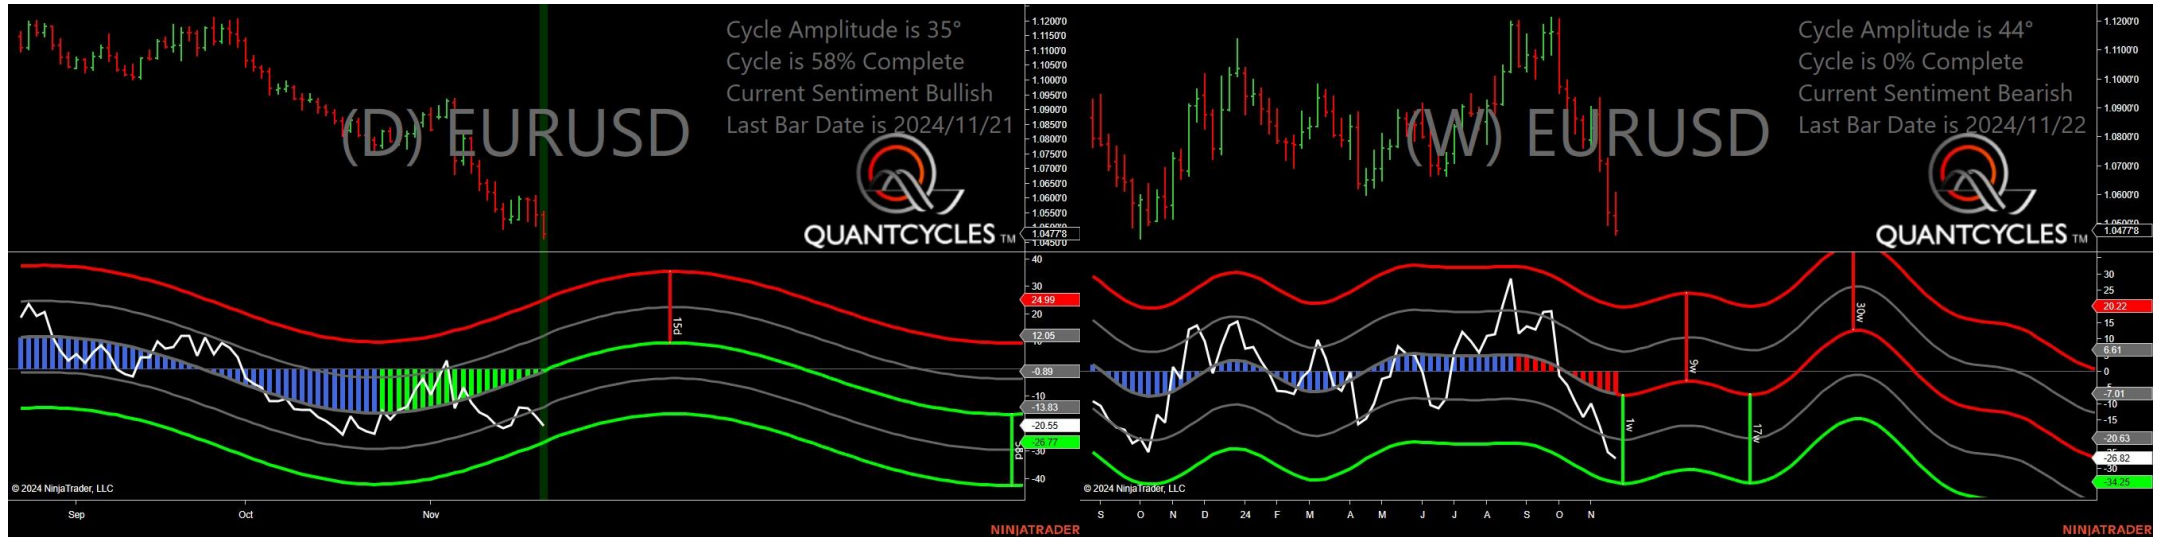 Cycle Amplitude is 35°
Cycle is 58% Complete
Current Sentiment Bullish
Last Bar Date is 2024/11/21
(D) EURUSD
QUANTCYCLES TM
1.1200'0
1.1150'0
1.1100'0
1.1050'0
1.1000'0
1.0950'0
1.0900'0
1.0850'0
1.0800'0
1.0750'0
1.0700'0
1.0650'0
1.0600'0
1.0550'0
1.0477'8
1.0450'0
40
30
24.99
20
12.05
-0.89
-10
-13.83
-20.55
-26.77
-30
-40
15d
© 2024 NinjaTrader, LLC
Sep
Oct
Nov
NINJATRADER
Cycle Amplitude is 44°
Cycle is 0% Complete
Current Sentiment Bearish
Last Bar Date is 2024/11/22
(W) EURUSD
QUANTCYCLES TM
1.1200'0
1.1100'0
1.1000'0
1.0900'0
1.0800'0
1.0700'0
1.0600'0
1.0477'8
30
25
20.22
15
10
6.61
0
-7.01
-10
-15
-20.63
-26.82
-30
-34.25
1w
9w
17w
30w
© 2024 NinjaTrader, LLC
S
O
N
D
24
F
M
A
M
J
J
A
S
O
N
NINJATRADER